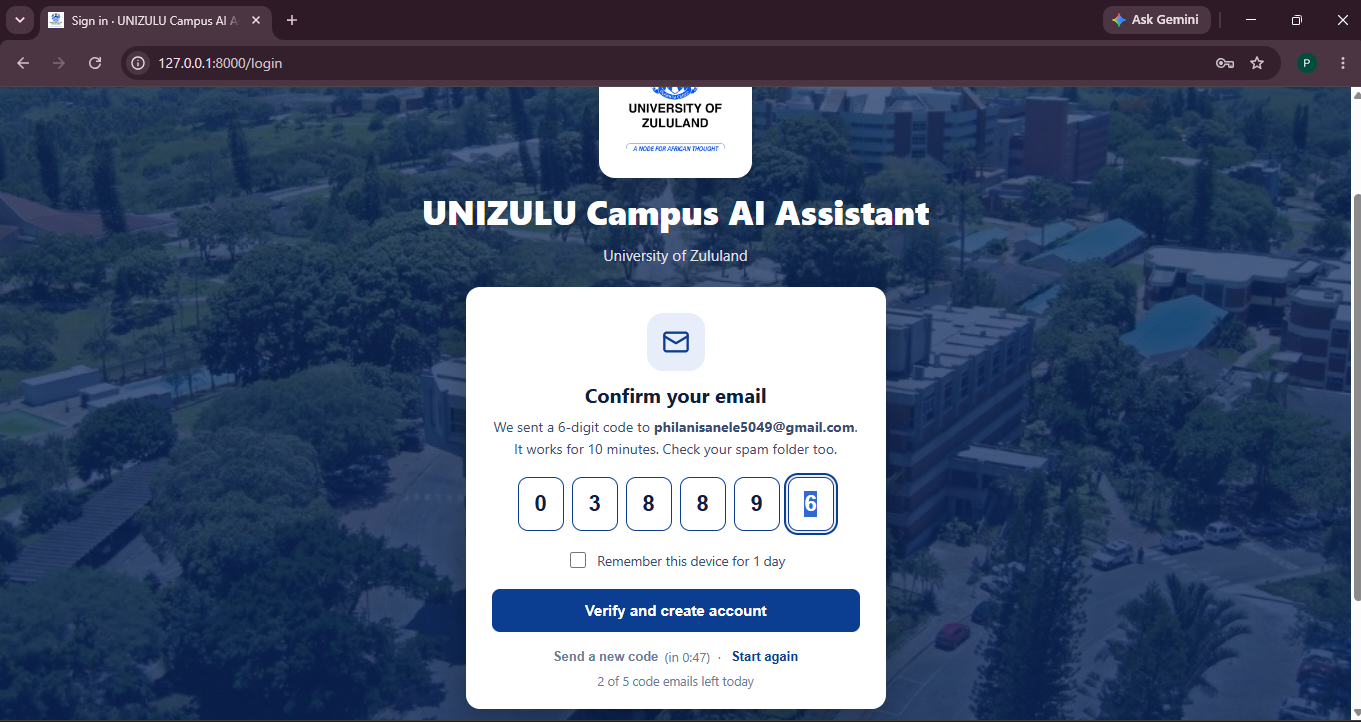 Sign in · UNIZULU Campus AI A
Ask Gemini
127.0.0.1:8000/login
P
UNIVERSITY OF
ZULULAND
A NODE FOR AFRICAN THOUGHT
UNIZULU Campus AI Assistant
University of Zululand
Confirm your email
We sent a 6-digit code to philanisanele5049@gmail.com.
It works for 10 minutes. Check your spam folder too.
0 3 8 8 9 6
Remember this device for 1 day
Verify and create account
Send a new code (in 0:47) · Start again
2 of 5 code emails left today